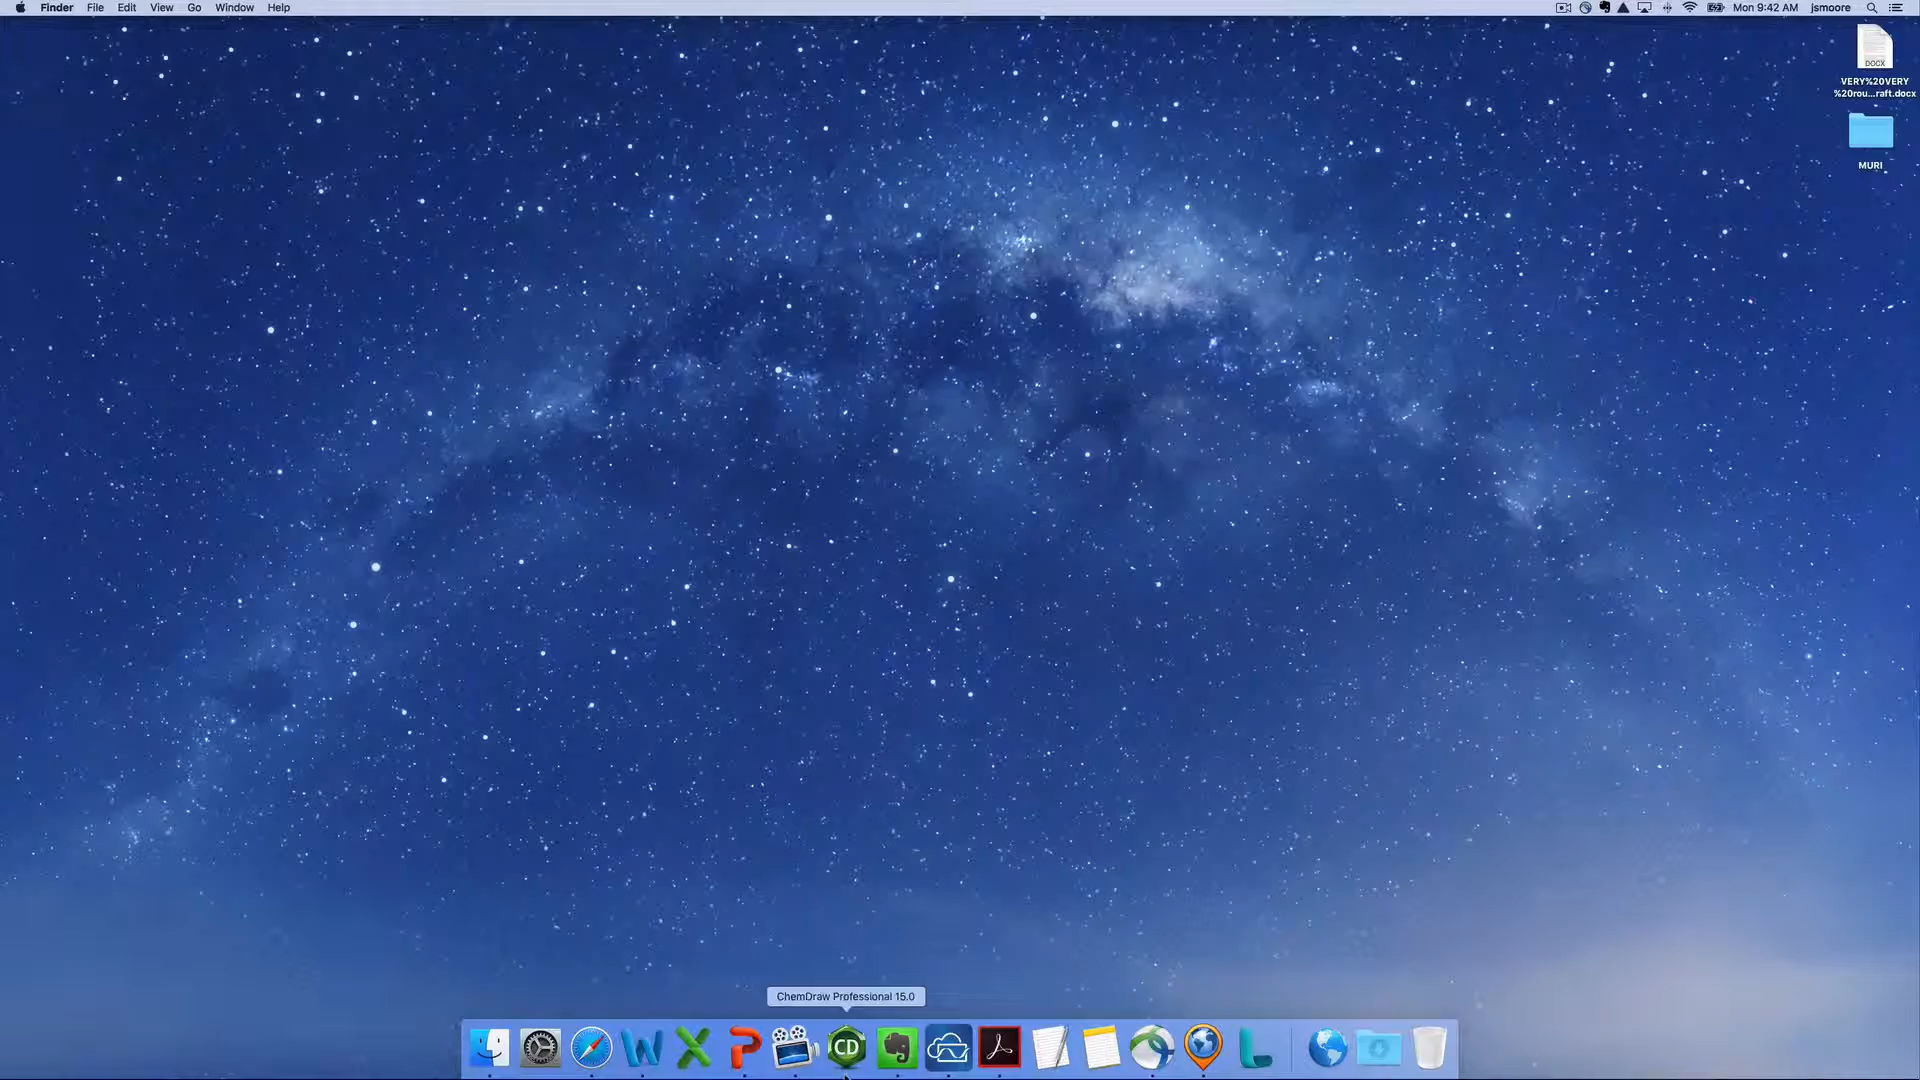 Finder File Edit View Go Window Help
Mon 9:42 AM jsmoore
DOCX
VERY%20VERY
%20rou...raft.docx
MURI
ChemDraw Professional 15.0
CD